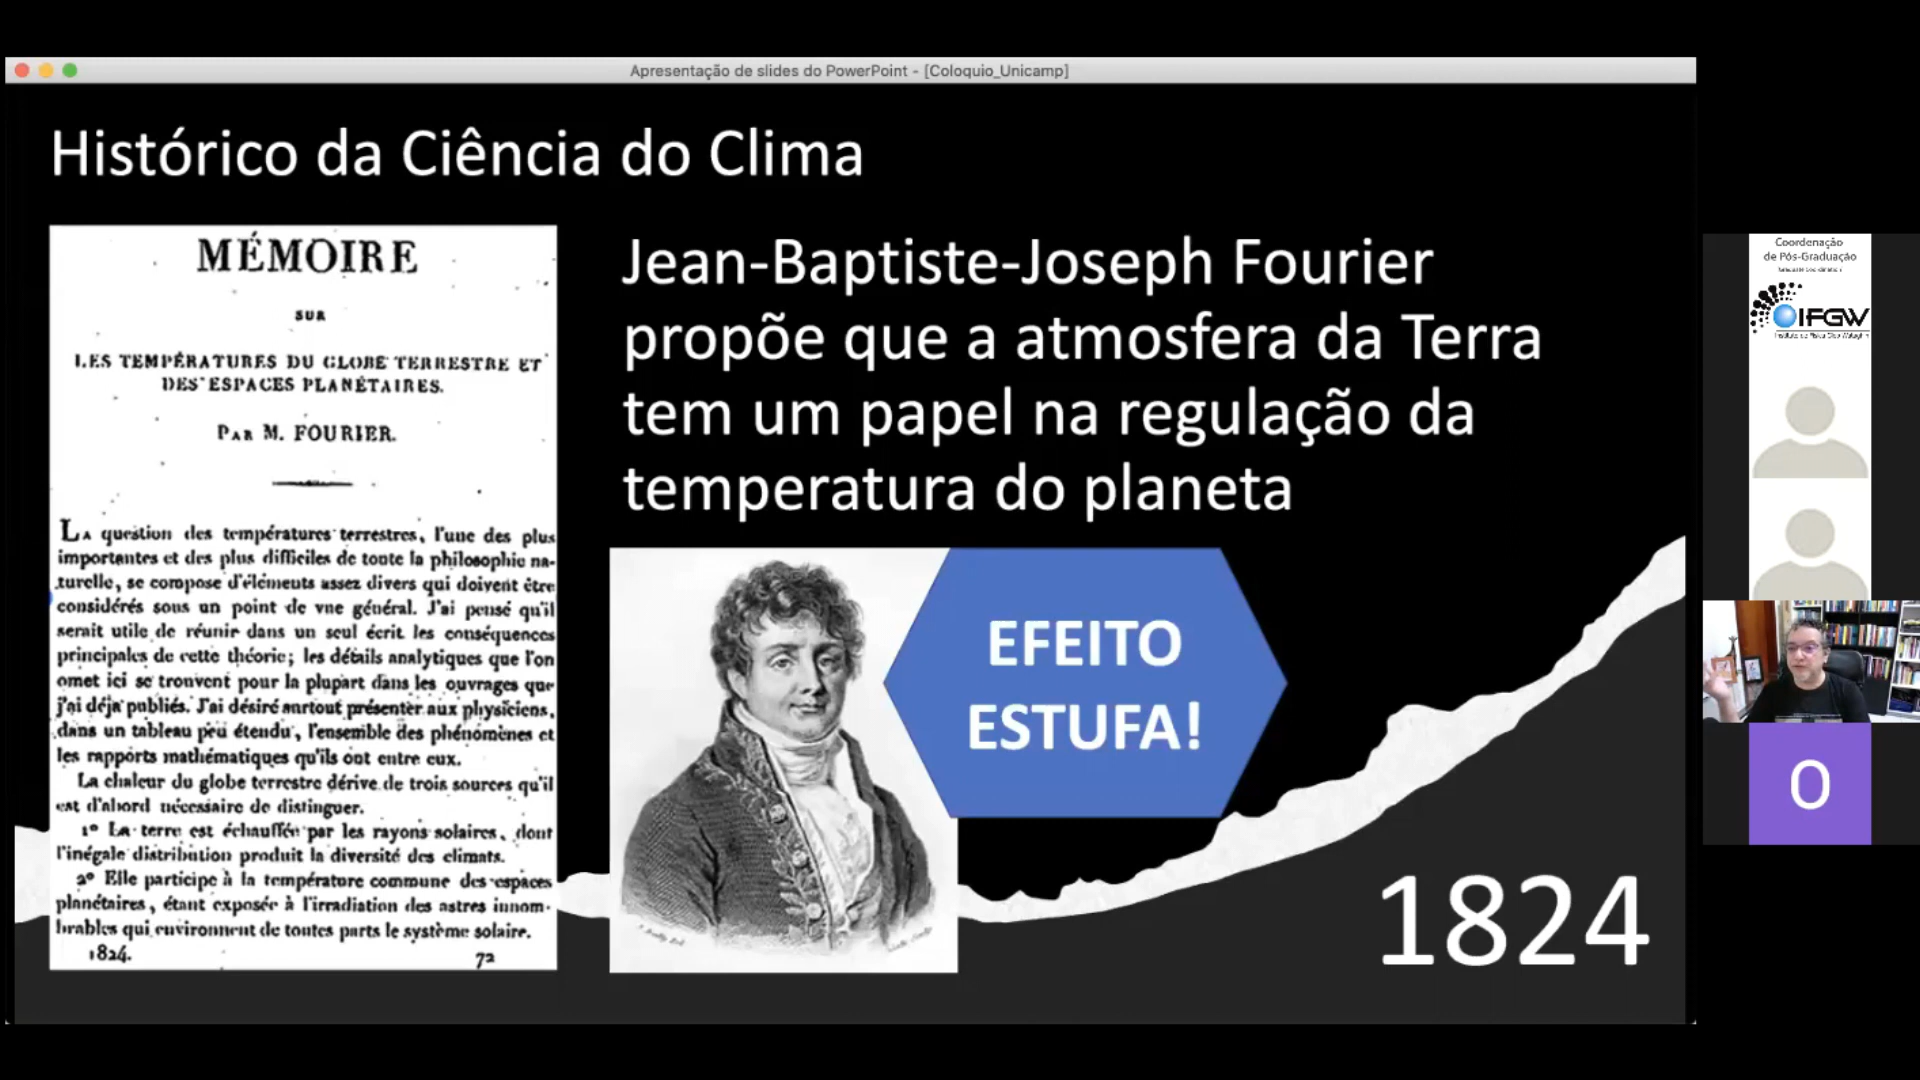 Apresentação de slides do PowerPoint - [Coloquio_Unicamp]
Histórico da Ciência do Clima
MÉMOIRE
SUR
LES TEMPÉRATURES DU GLOBE TERRESTRE ET
DES ESPACES PLANÉTAIRES.
PAR M. FOURIER.
LA question des températures terrestres, l'une des plus
importantes et des plus difficiles de toute la philosophie na-
turelle, se compose d'élémens assez divers qui doivent être
considérés sous un point de vue général. J'ai pensé qu'il
serait utile de réunir dans un seul écrit les conséquences
principales de cette théorie; les détails analytiques que l'on
omet ici se trouvent pour la plupart dans les ouvrages que
j'ai déja publiés. J'ai désiré surtout présenter aux physiciens,
dans un tableau peu étendu, l'ensemble des phénomènes et
les rapports mathématiques qu'ils ont entre eux.
La chaleur du globe terrestre dérive de trois sources qu'il
est d'abord nécessaire de distinguer.
1º La terre est échauffée par les rayons solaires, dont
l'inégale distribution produit la diversité des climats.
2º Elle participe à la température commune des espaces
planétaires, étant exposée à l'irradiation des astres innom-
brables qui environnent de toutes parts le système solaire.
1824. 72
Jean-Baptiste-Joseph Fourier
propõe que a atmosfera da Terra
tem um papel na regulação da
temperatura do planeta
EFEITO
ESTUFA!
1824
Coordenação
de Pós-Graduação
IFGW
O